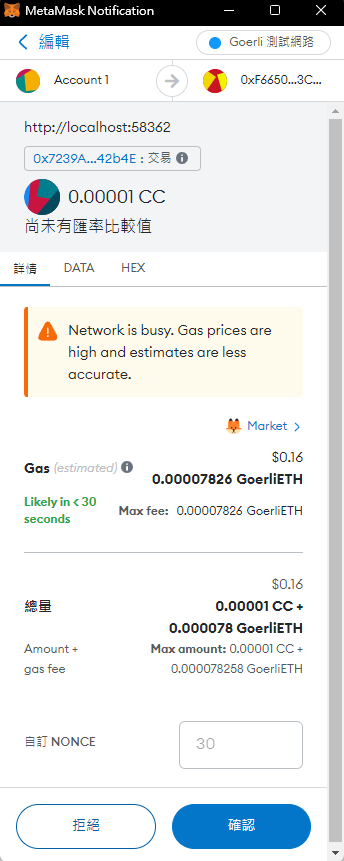 MetaMask Notification
編輯
Goerli 測試網路
Account 1
0xF6650...3C...
http://localhost:58362
0x7239A...42b4E : 交易
0.00001 CC
尚未有匯率比較值
詳情 DATA HEX
Network is busy. Gas prices are
high and estimates are less
accurate.
Market
$0.16
Gas (estimated)
0.00007826 GoerliETH
Likely in < 30
seconds
Max fee: 0.00007826 GoerliETH
$0.16
總量
0.00001 CC +
0.000078 GoerliETH
Amount +
gas fee
Max amount: 0.00001 CC +
0.000078258 GoerliETH
自訂 NONCE
30
拒絕
確認